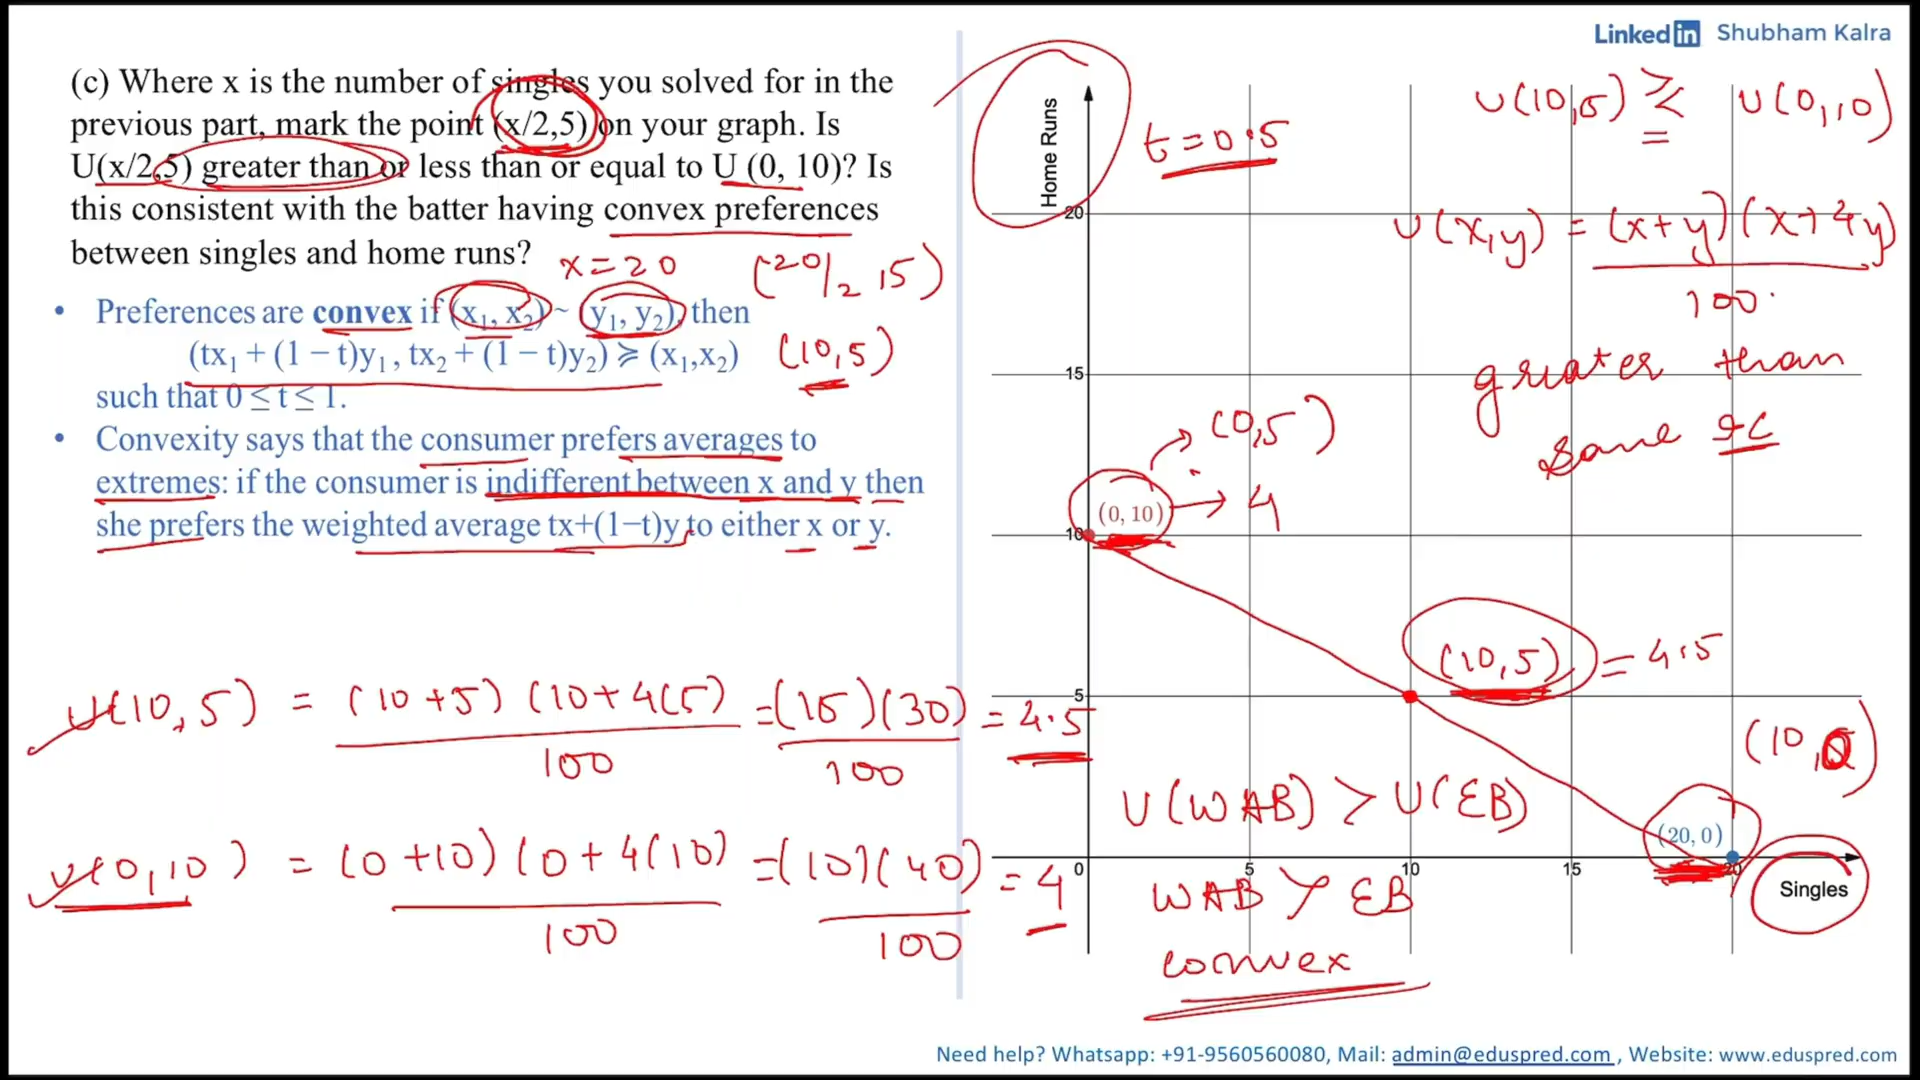 LinkedIn Shubham Kalra
(c) Where x is the number of singles you solved for in the
previous part, mark the point (x/2,5) on your graph. Is
U(x/2,5) greater than or less than or equal to U (0, 10)? Is
this consistent with the batter having convex preferences
between singles and home runs?
x = 20 (20/2, 5)
• Preferences are convex if (x₁, x₂) ~ (y₁, y₂), then
(tx₁ + (1 − t)y₁ , tx₂ + (1 − t)y₂) ≽ (x₁,x₂)
(10,5)
such that 0 ≤ t ≤ 1.
• Convexity says that the consumer prefers averages to
extremes: if the consumer is indifferent between x and y then
she prefers the weighted average tx+(1−t)y to either x or y.
U(10,5) = (10+5)(10+4(5) / 100 = (15)(30) / 100 = 4.5
U(0,10) = (0+10)(0+4(10) / 100 = (10)(40) / 100 = 4
Home Runs
t = 0.5
U(10,5) ≥ < = U(0,10)
U(x,y) = (x+y)(x+4y) / 100
greater than
same IC
20
15
10
5
(0,5)
(0, 10) → 4
(10,5) = 4.5
(10,0)
U(WAB) > U(EB)
(20, 0)
0 5 10 15 20
Singles
WAB ≻ EB
convex
Need help? Whatsapp: +91-9560560080, Mail: admin@eduspred.com , Website: www.eduspred.com